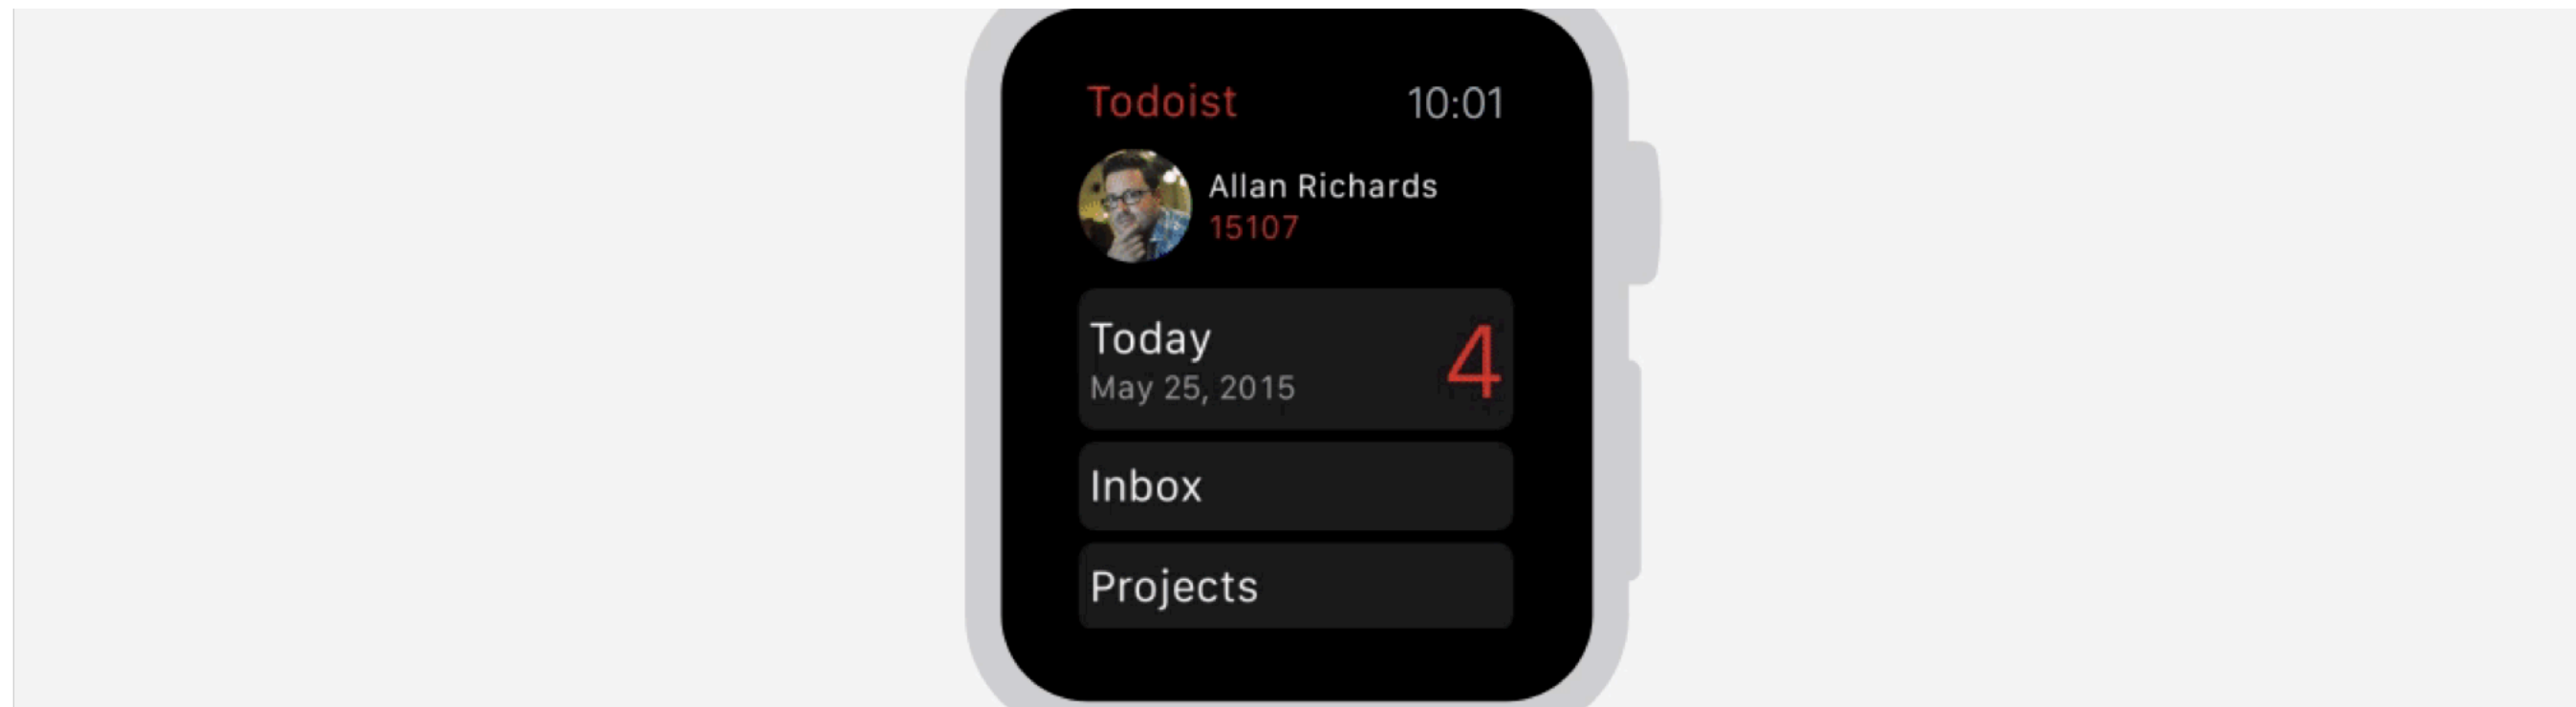 Todoist 10:01
Allan Richards
15107
Today
May 25, 2015
4
Inbox
Projects